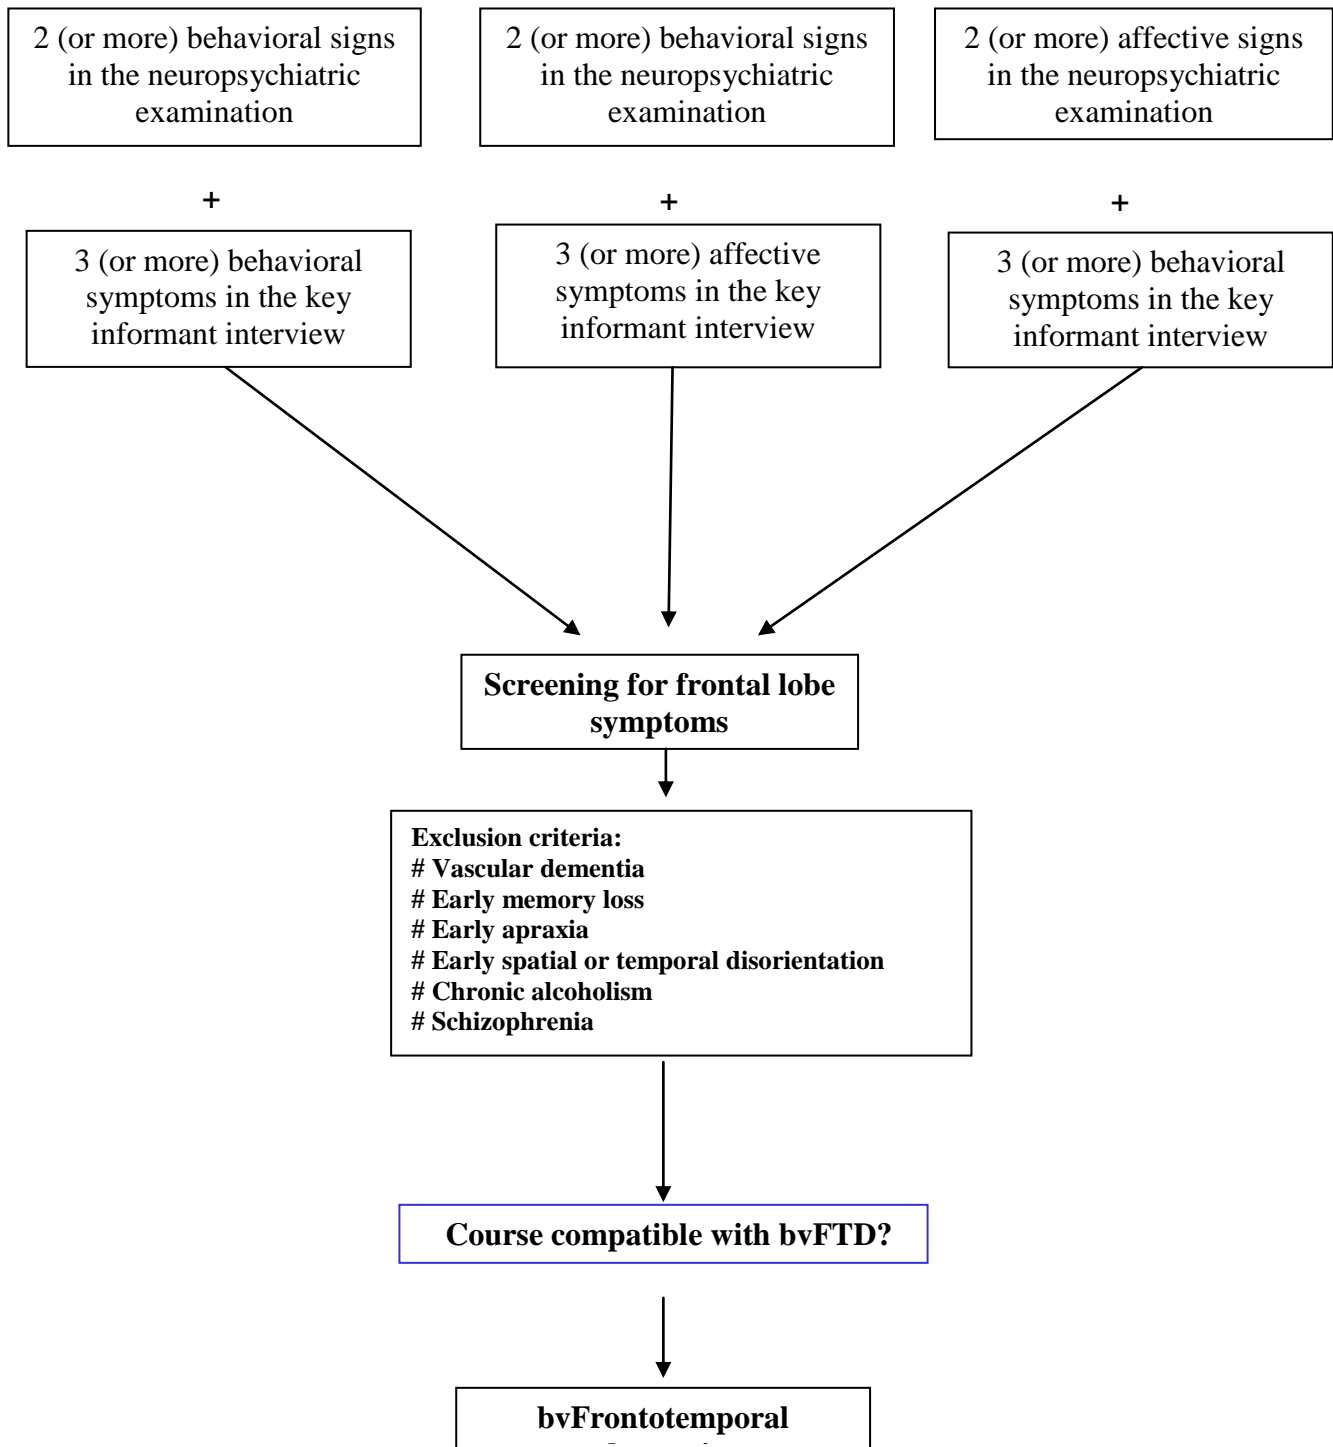 2 (or more) behavioral signs
in the neuropsychiatric
examination
2 (or more) behavioral signs
in the neuropsychiatric
examination
2 (or more) affective signs
in the neuropsychiatric
examination
+
+
+
3 (or more) behavioral
symptoms in the key
informant interview
3 (or more) affective
symptoms in the key
informant interview
3 (or more) behavioral
symptoms in the key
informant interview
Screening for frontal lobe
symptoms
Exclusion criteria:
# Vascular dementia
# Early memory loss
# Early apraxia
# Early spatial or temporal disorientation
# Chronic alcoholism
# Schizophrenia
Course compatible with bvFTD?
bvFrontotemporal